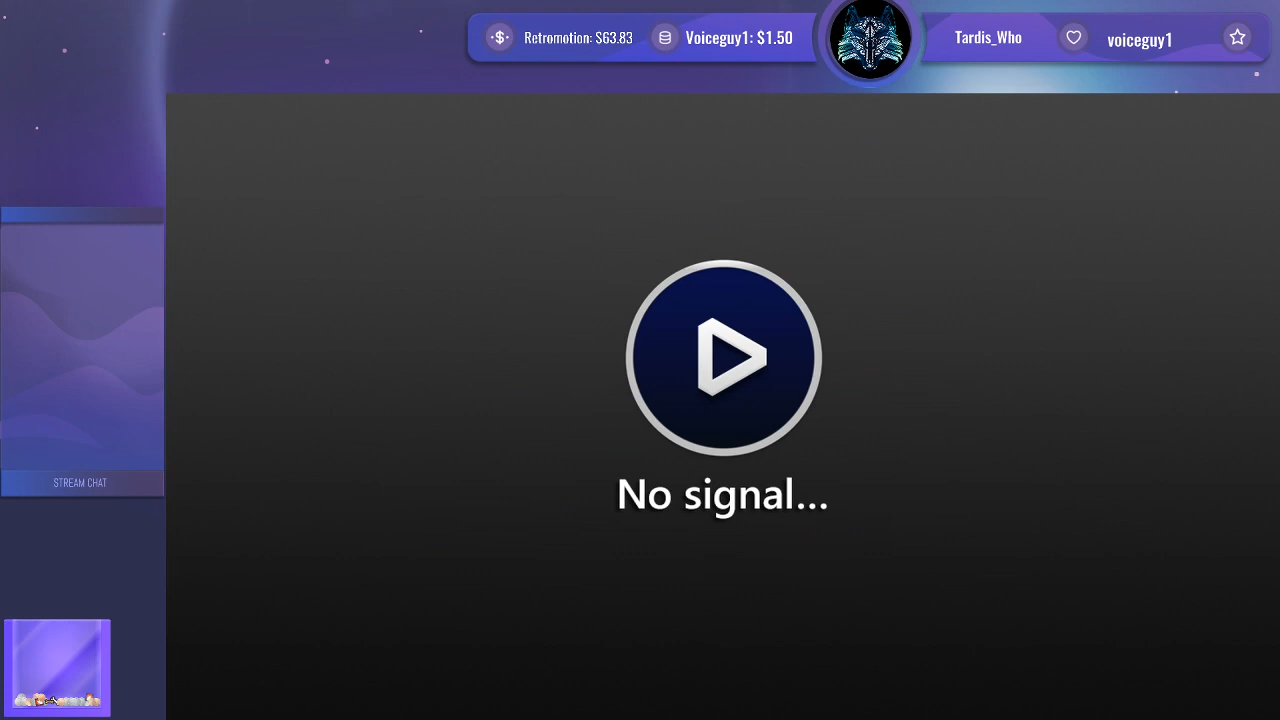 Retromotion: $63.83
Voiceguy1: $1.50
Tardis_Who
voiceguy1
STREAM CHAT
No signal...